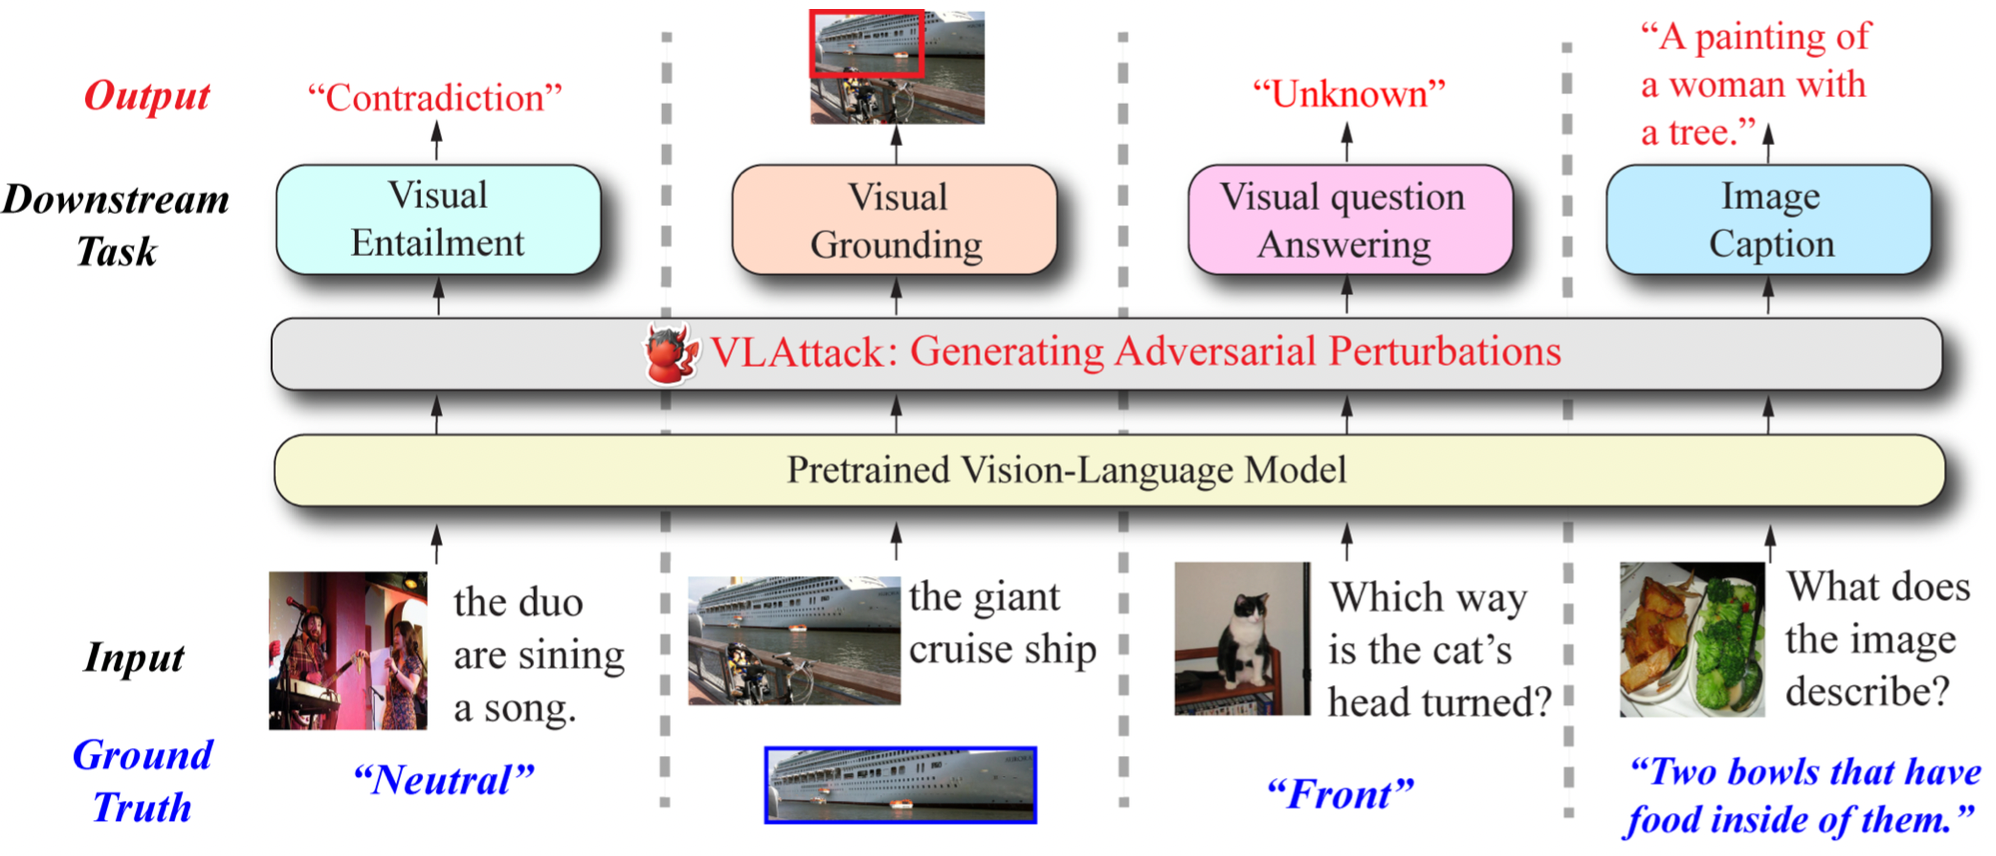 Output
“Contradiction”
“Unknown”
“A painting of
a woman with
a tree.”
Downstream
Task
Visual
Entailment
Visual
Grounding
Visual question
Answering
Image
Caption
VLAttack: Generating Adversarial Perturbations
Pretrained Vision-Language Model
Input
the duo
are sining
a song.
the giant
cruise ship
Which way
is the cat’s
head turned?
What does
the image
describe?
Ground
Truth
“Neutral”
“Front”
“Two bowls that have
food inside of them.”